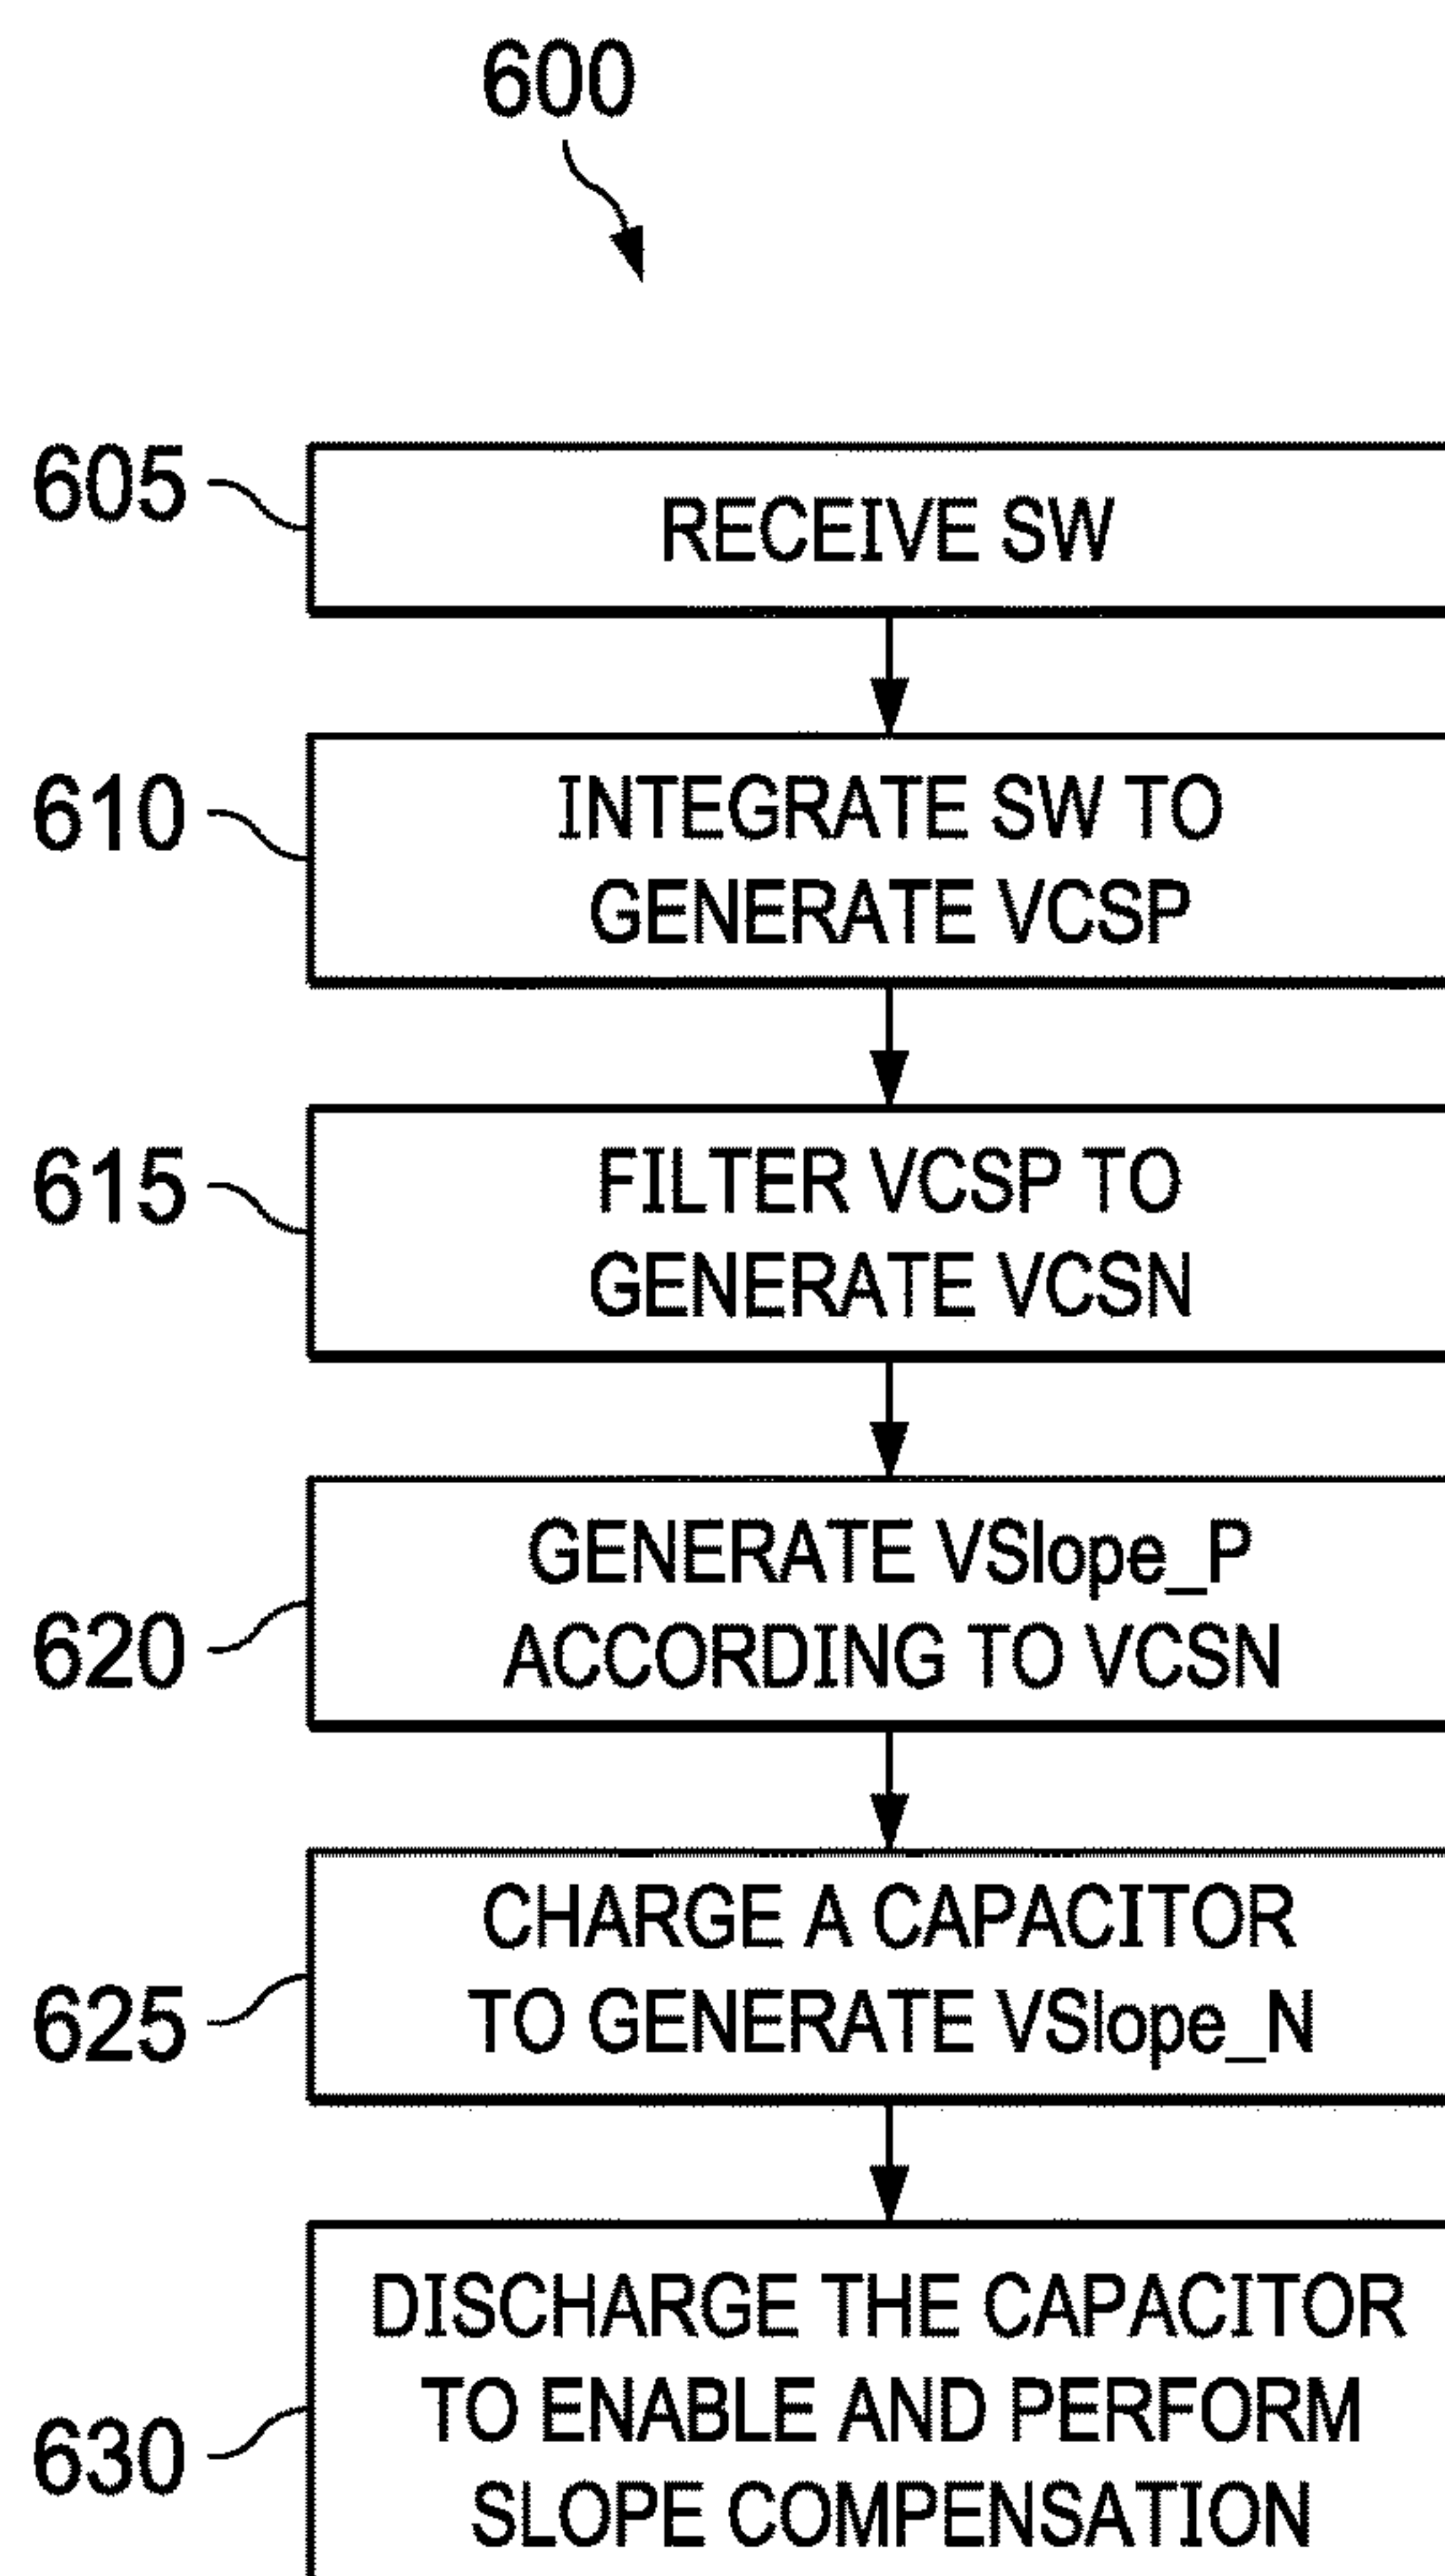 600
605
RECEIVE SW
610
INTEGRATE SW TO
GENERATE VCSP
615
FILTER VCSP TO
GENERATE VCSN
620
GENERATE VSlope_P
ACCORDING TO VCSN
625
CHARGE A CAPACITOR
TO GENERATE VSlope_N
630
DISCHARGE THE CAPACITOR
TO ENABLE AND PERFORM
SLOPE COMPENSATION